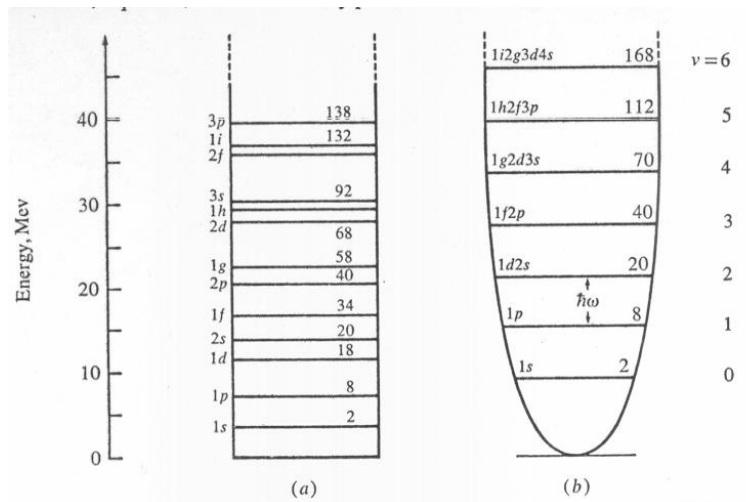 Energy, Mev
40
30
20
10
0
3p 138
1i 132
2f
3s 92
1h
2d
68
1g 58
2p 40
1f 34
2s 20
1d 18
1p 8
1s 2
(a)
1i2g3d4s 168 v = 6
1h2f3p 112 5
1g2d3s 70 4
1f2p 40 3
1d2s 20 2
ħω
1p 8 1
1s 2 0
(b)